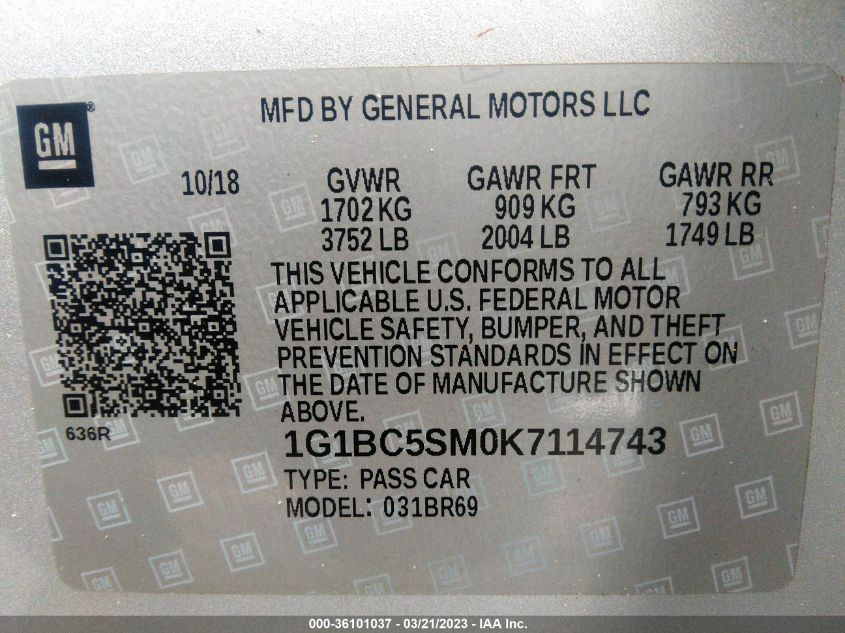 GM®
MFD BY GENERAL MOTORS LLC
10/18 GVWR GAWR FRT GAWR RR
1702 KG 909 KG 793 KG
3752 LB 2004 LB 1749 LB
THIS VEHICLE CONFORMS TO ALL
APPLICABLE U.S. FEDERAL MOTOR
VEHICLE SAFETY, BUMPER, AND THEFT
PREVENTION STANDARDS IN EFFECT ON
THE DATE OF MANUFACTURE SHOWN
ABOVE.
636R
1G1BC5SM0K7114743
TYPE: PASS CAR
MODEL: 031BR69
000-36101037 - 03/21/2023 - IAA Inc.